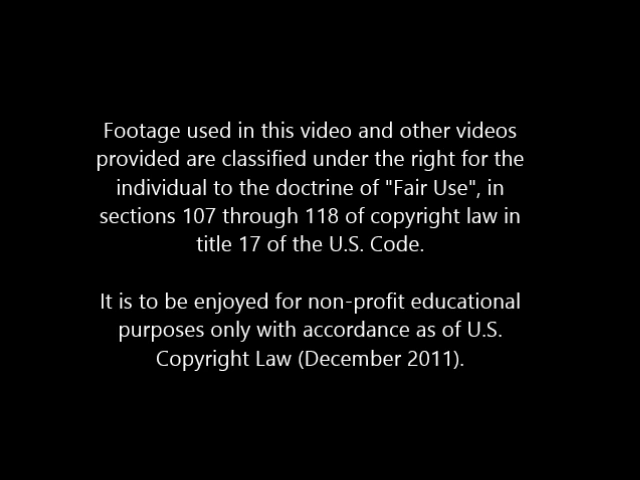 Footage used in this video and other videos
provided are classified under the right for the
individual to the doctrine of "Fair Use", in
sections 107 through 118 of copyright law in
title 17 of the U.S. Code.
It is to be enjoyed for non-profit educational
purposes only with accordance as of U.S.
Copyright Law (December 2011).